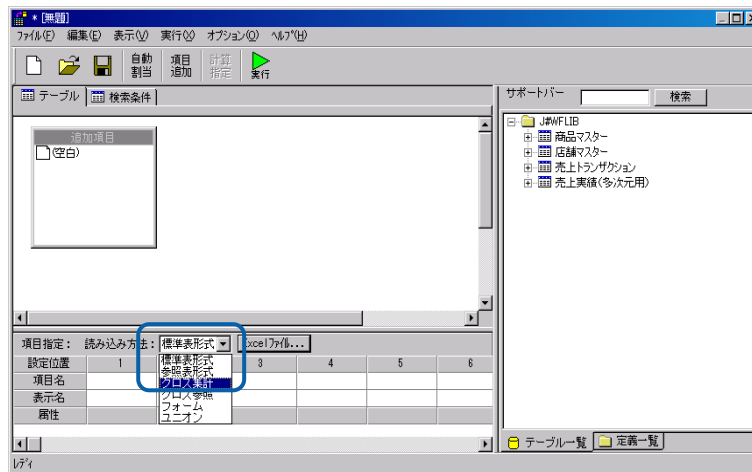 * [無題]
ファイル(F) 編集(E) 表示(V) 実行(X) オプション(O) ヘルプ(H)
自動割当 項目追加 計算指定 実行
テーブル 検索条件
追加項目
(空白)
サポートバー 検索
J#WFLIB
商品マスター
店舗マスター
売上トランザクション
売上実績(多次元用)
項目指定： 読み込み方法： 標準表形式 Excelファイル...
設定位置 1 3 4 5 6
項目名
表示名
属性
標準表形式
参照表形式
クロス集計
クロス参照
フォーム
ユニオン
テーブル一覧 定義一覧
レディ